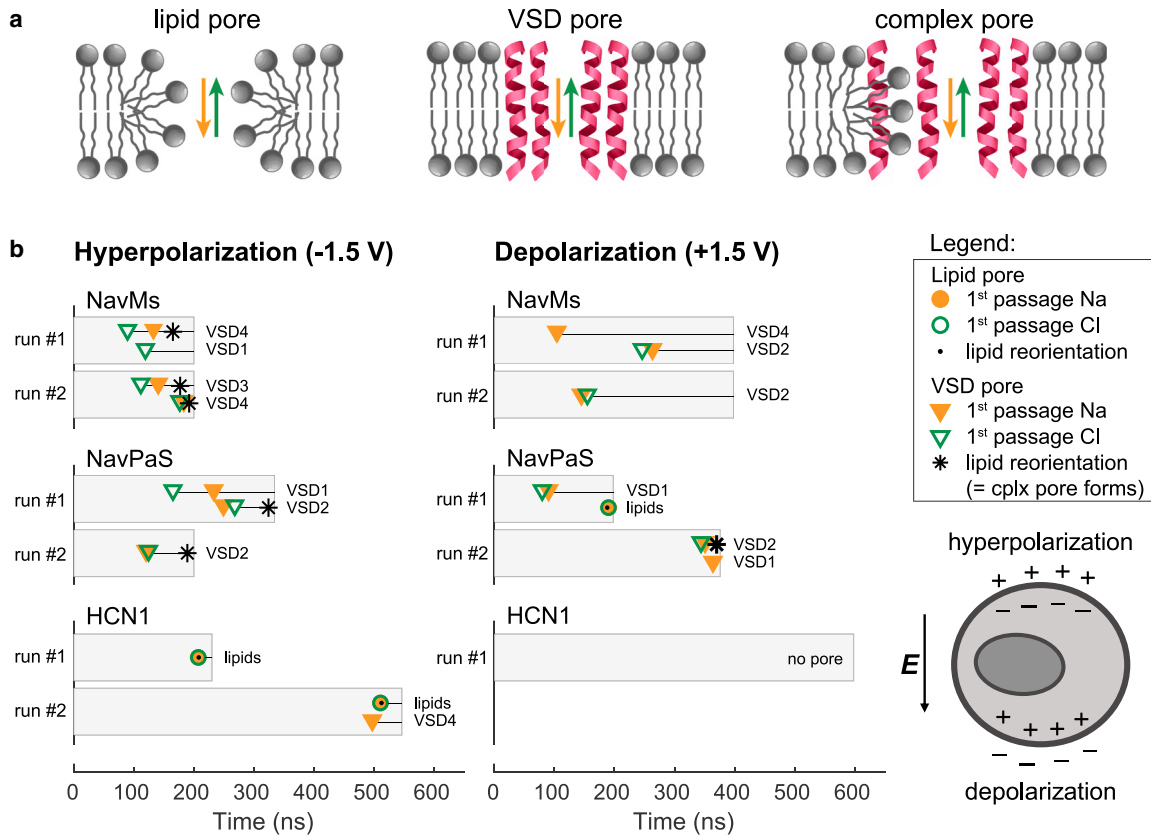 a
lipid pore
VSD pore
complex pore
b
Hyperpolarization (-1.5 V)
NavMs
run #1
VSD4
VSD1
run #2
VSD3
VSD4
NavPaS
run #1
VSD1
VSD2
run #2
VSD2
HCN1
run #1
lipids
run #2
lipids
VSD4
0 100 200 300 400 500 600
Time (ns)
Depolarization (+1.5 V)
NavMs
run #1
VSD4
VSD2
run #2
VSD2
NavPaS
run #1
VSD1
lipids
run #2
VSD2
VSD1
HCN1
run #1
no pore
0 100 200 300 400 500 600
Time (ns)
Legend:
Lipid pore
1st passage Na
1st passage Cl
lipid reorientation
VSD pore
1st passage Na
1st passage Cl
lipid reorientation
(= cplx pore forms)
hyperpolarization
+ + + +
− − − −
E
+ + + +
− − − −
depolarization